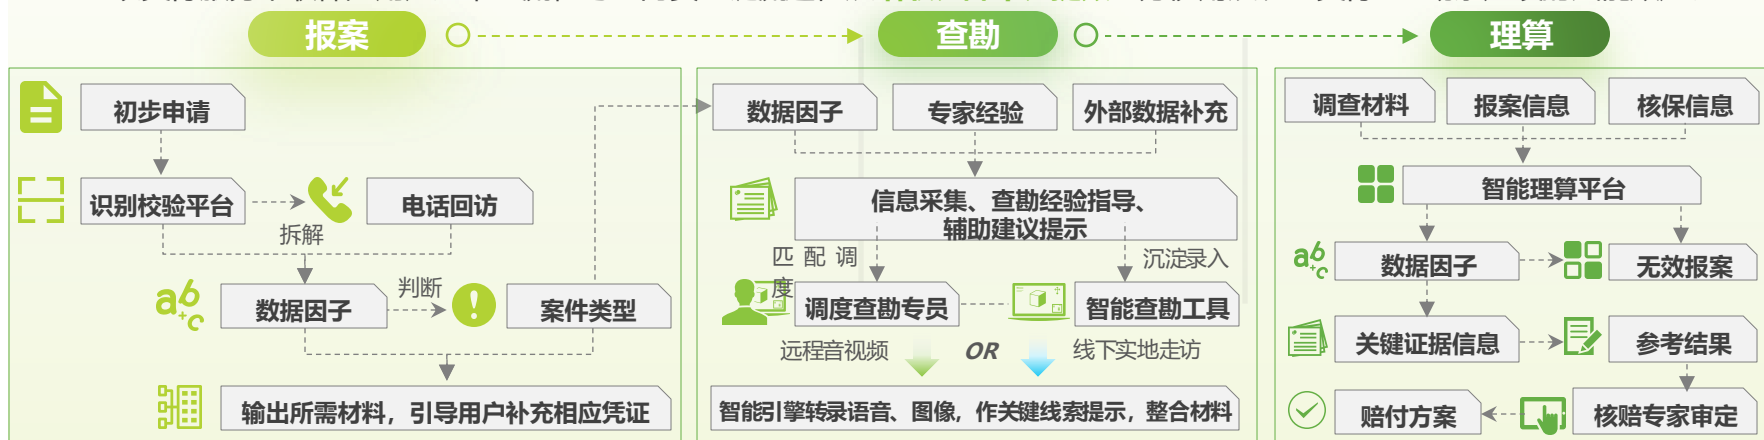 报案
查勘
理算
初步申请
识别校验平台
电话回访
拆解
数据因子
判断
案件类型
输出所需材料，引导用户补充相应凭证
数据因子
专家经验
外部数据补充
信息采集、查勘经验指导、
辅助建议提示
匹配调
度
沉淀录入
调度查勘专员
智能查勘工具
远程音视频
OR
线下实地走访
智能引擎转录语音、图像，作关键线索提示，整合材料
调查材料
报案信息
核保信息
智能理算平台
数据因子
无效报案
关键证据信息
参考结果
赔付方案
核赔专家审定